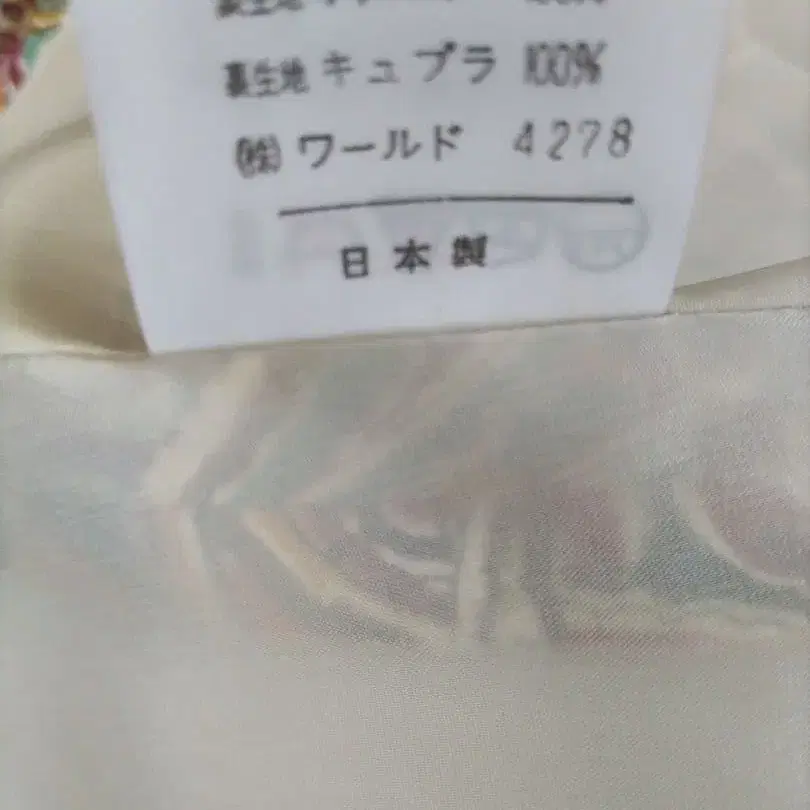 裏生地 キュプラ 100%
㈱ ワールド 4278
日本製